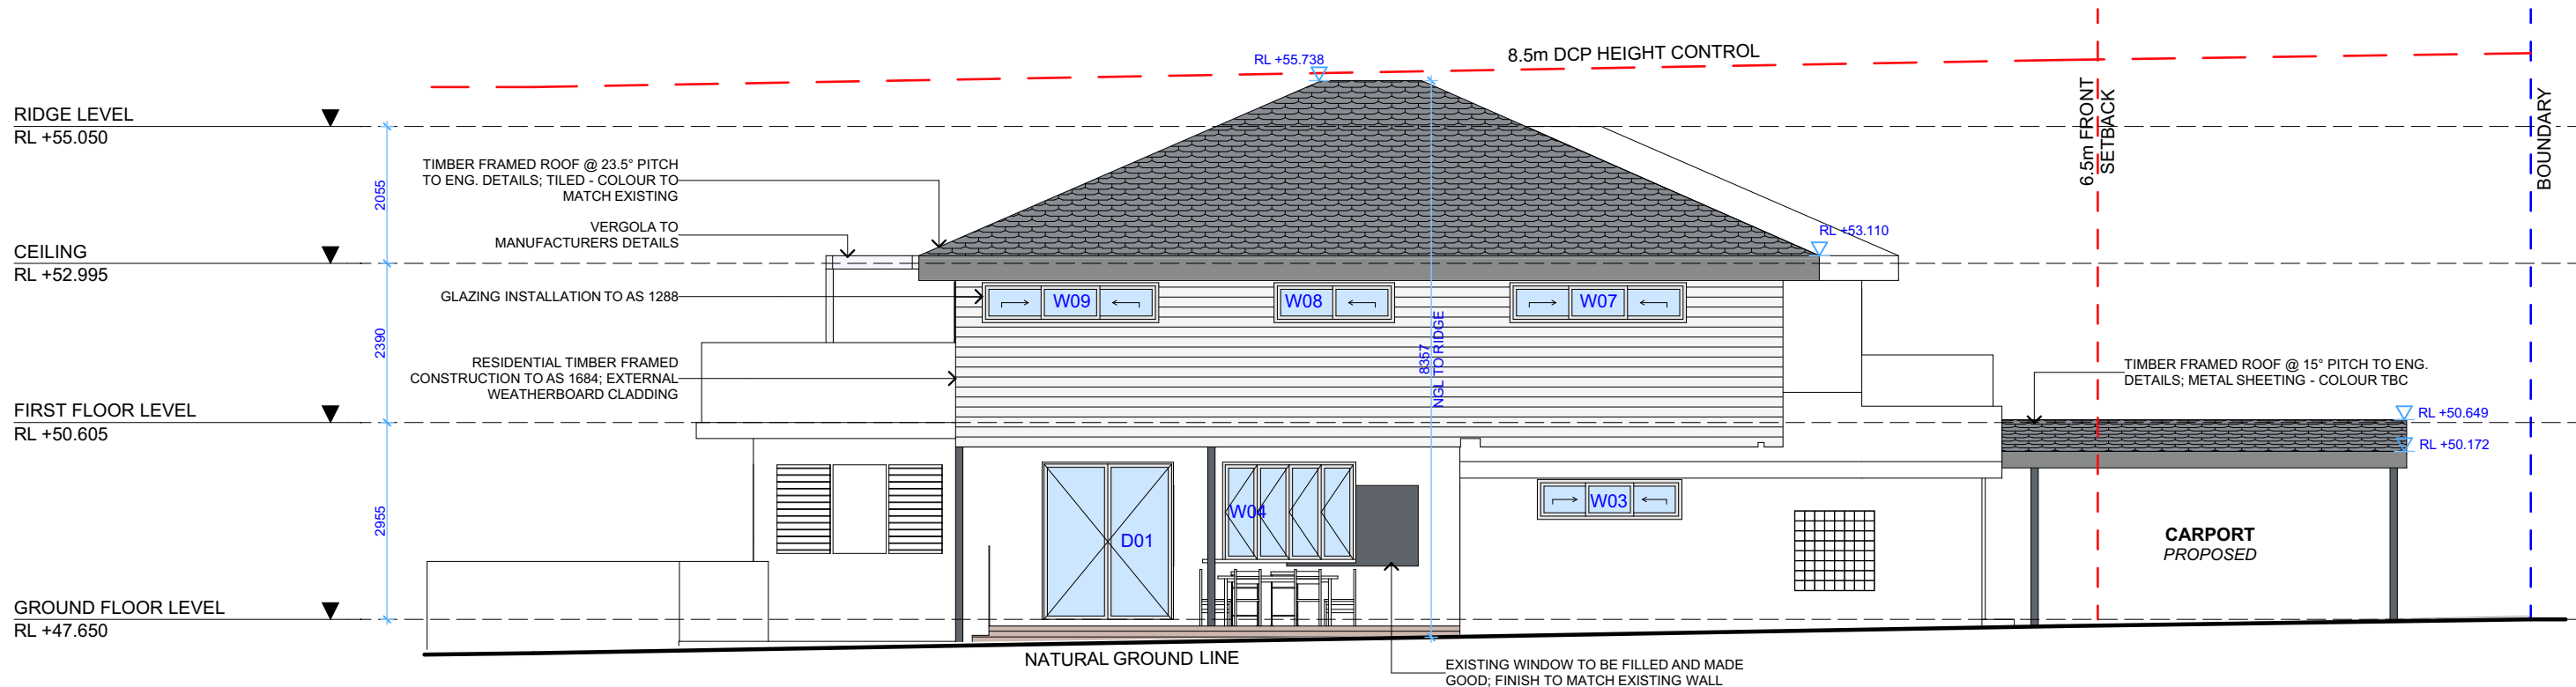 8.5m DCP HEIGHT CONTROL
RL +55.738
6.5m FRONT
SETBACK
BOUNDARY
RIDGE LEVEL
RL +55.050
2055
TIMBER FRAMED ROOF @ 23.5° PITCH
TO ENG. DETAILS; TILED - COLOUR TO
MATCH EXISTING
VERGOLA TO
MANUFACTURERS DETAILS
RL +53.110
CEILING
RL +52.995
GLAZING INSTALLATION TO AS 1288
W09
W08
W07
2390
8357
NGL TO RIDGE
RESIDENTIAL TIMBER FRAMED
CONSTRUCTION TO AS 1684; EXTERNAL
WEATHERBOARD CLADDING
TIMBER FRAMED ROOF @ 15° PITCH TO ENG.
DETAILS; METAL SHEETING - COLOUR TBC
FIRST FLOOR LEVEL
RL +50.605
RL +50.649
RL +50.172
2955
W04
W03
D01
CARPORT
PROPOSED
GROUND FLOOR LEVEL
RL +47.650
NATURAL GROUND LINE
EXISTING WINDOW TO BE FILLED AND MADE
GOOD; FINISH TO MATCH EXISTING WALL